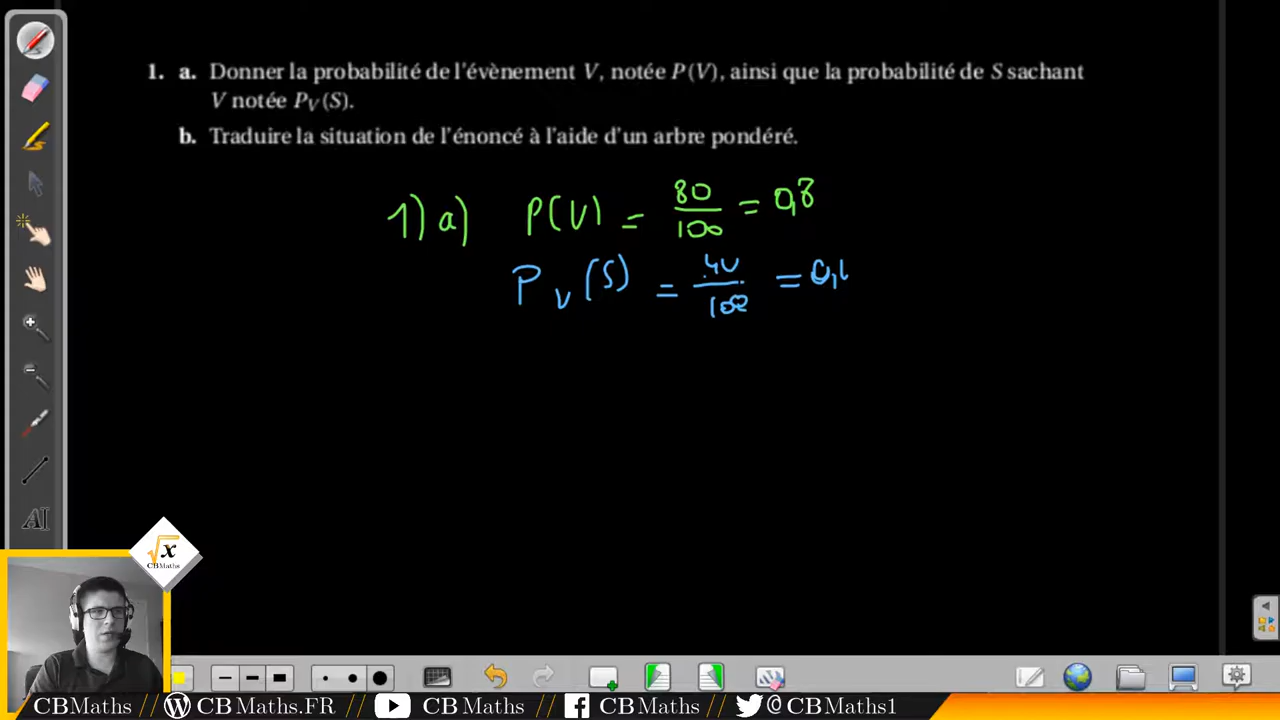 1. a. Donner la probabilité de l'évènement V, notée P(V), ainsi que la probabilité de S sachant
V notée P_V(S).
b. Traduire la situation de l'énoncé à l'aide d'un arbre pondéré.
1) a) P(V) = 80/100 = 0,8
P_V(S) = 40/100 = 0,
AI
√x
CBMaths
CBMaths CBMaths.FR CBMaths CBMaths @CBMaths1